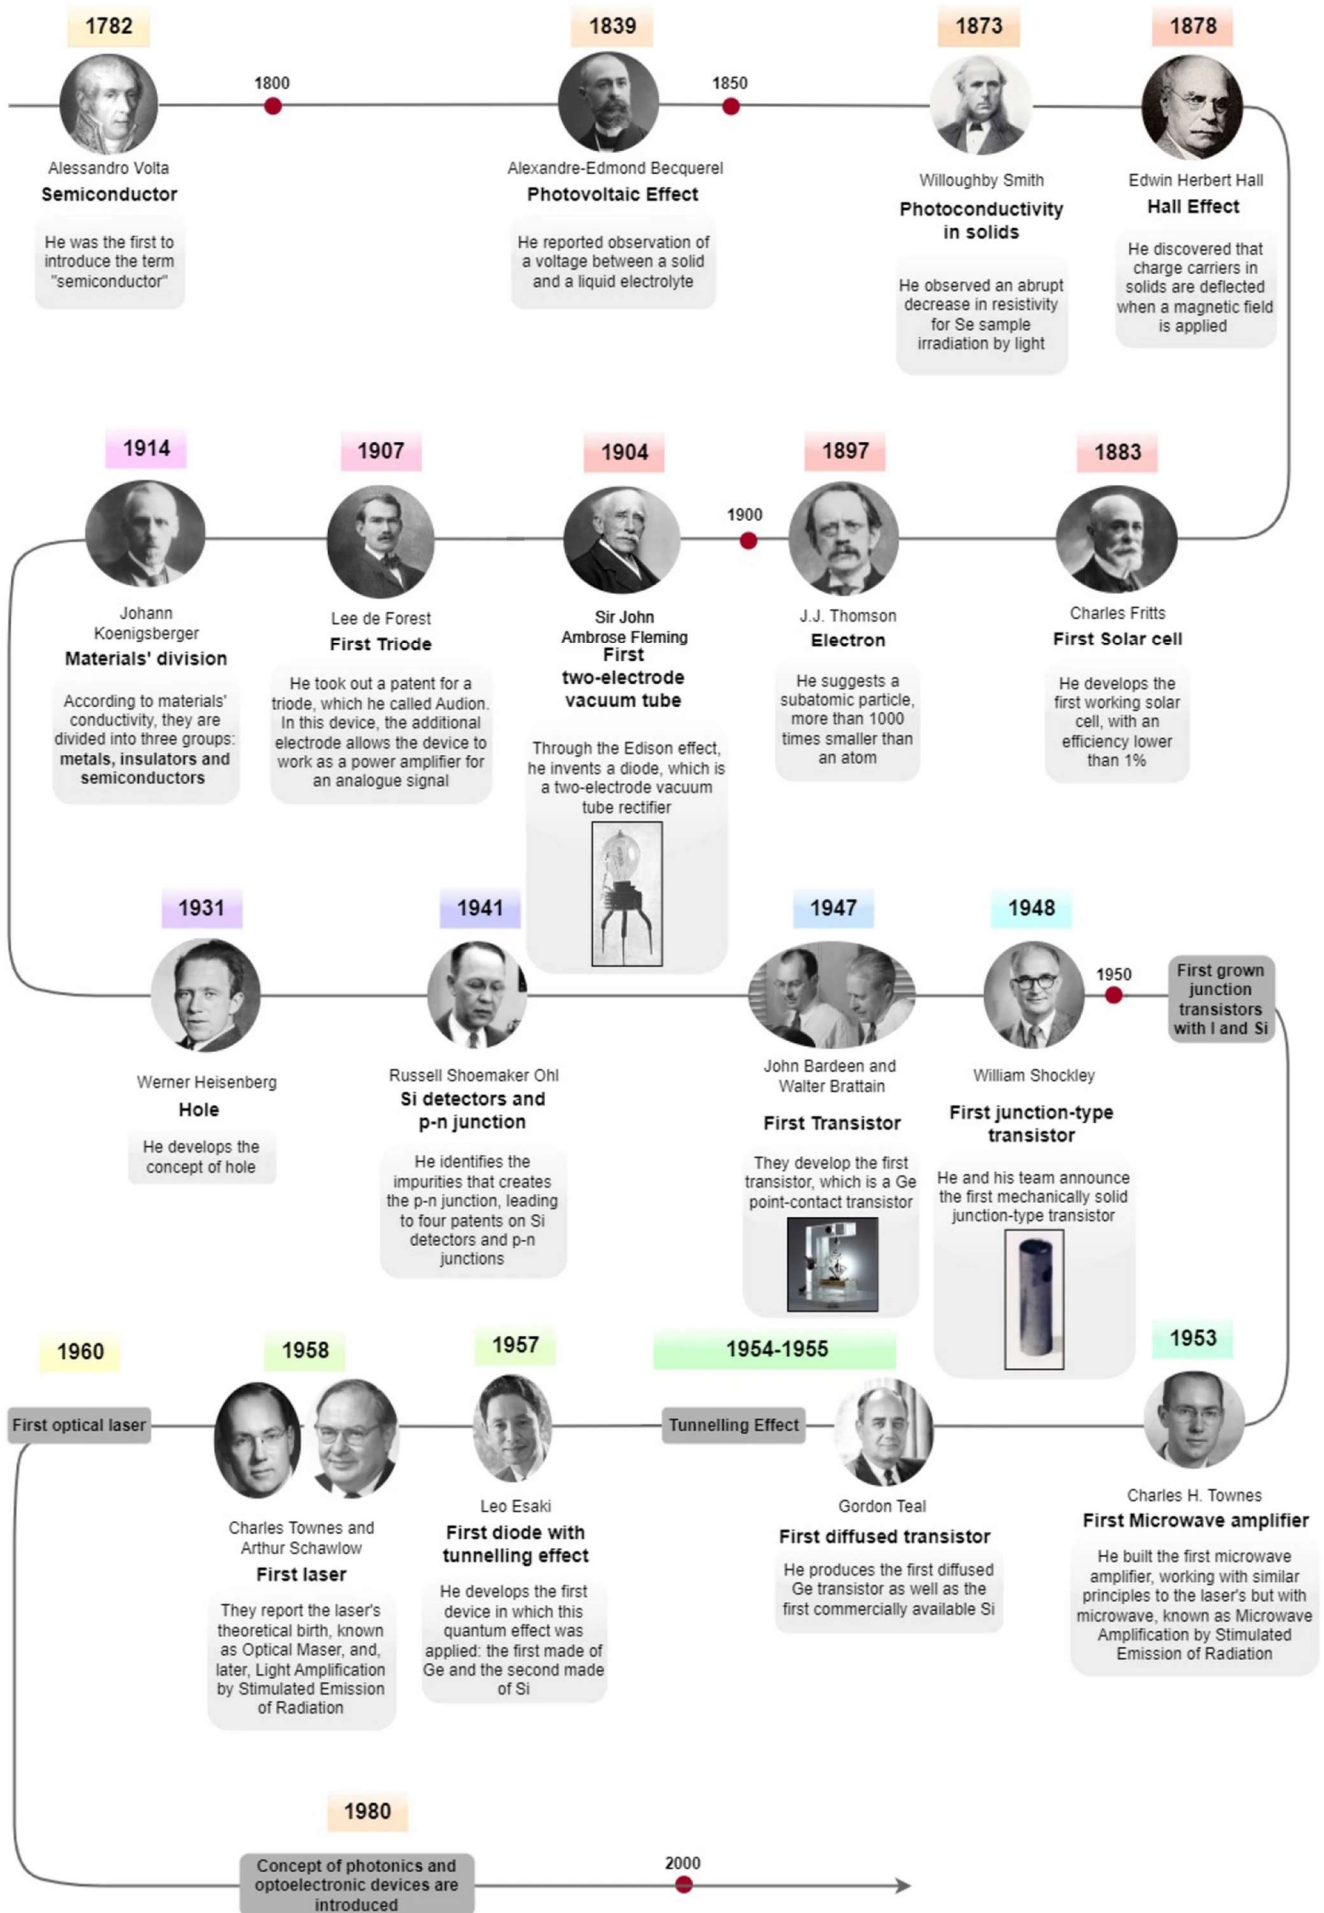 1782
Alessandro Volta
Semiconductor
He was the first to
introduce the term
"semiconductor"
1800
1839
Alexandre-Edmond Becquerel
Photovoltaic Effect
He reported observation of
a voltage between a solid
and a liquid electrolyte
1850
1873
Willoughby Smith
Photoconductivity
in solids
He observed an abrupt
decrease in resistivity
for Se sample
irradiation by light
1878
Edwin Herbert Hall
Hall Effect
He discovered that
charge carriers in
solids are deflected
when a magnetic field
is applied
1883
Charles Fritts
First Solar cell
He develops the
first working solar
cell, with an
efficiency lower
than 1%
1897
J.J. Thomson
Electron
He suggests a
subatomic particle,
more than 1000
times smaller than
an atom
1900
1904
Sir John
Ambrose Fleming
First
two-electrode
vacuum tube
Through the Edison effect,
he invents a diode, which is
a two-electrode vacuum
tube rectifier
1907
Lee de Forest
First Triode
He took out a patent for a
triode, which he called Audion.
In this device, the additional
electrode allows the device to
work as a power amplifier for
an analogue signal
1914
Johann
Koenigsberger
Materials' division
According to materials'
conductivity, they are
divided into three groups:
metals, insulators and
semiconductors
1931
Werner Heisenberg
Hole
He develops the
concept of hole
1941
Russell Shoemaker Ohl
Si detectors and
p-n junction
He identifies the
impurities that creates
the p-n junction, leading
to four patents on Si
detectors and p-n
junctions
1947
John Bardeen and
Walter Brattain
First Transistor
They develop the first
transistor, which is a Ge
point-contact transistor
1948
William Shockley
First junction-type
transistor
He and his team announce
the first mechanically solid
junction-type transistor
1950
First grown
junction
transistors
with I and Si
1953
Charles H. Townes
First Microwave amplifier
He built the first microwave
amplifier, working with similar
principles to the laser's but with
microwave, known as Microwave
Amplification by Stimulated
Emission of Radiation
1954-1955
Gordon Teal
First diffused transistor
He produces the first diffused
Ge transistor as well as the
first commercially available Si
Tunnelling Effect
1957
Leo Esaki
First diode with
tunnelling effect
He develops the first
device in which this
quantum effect was
applied: the first made of
Ge and the second made
of Si
1958
Charles Townes and
Arthur Schawlow
First laser
They report the laser's
theoretical birth, known
as Optical Maser, and,
later, Light Amplification
by Stimulated Emission
of Radiation
1960
First optical laser
1980
Concept of photonics and
optoelectronic devices are
introduced
2000